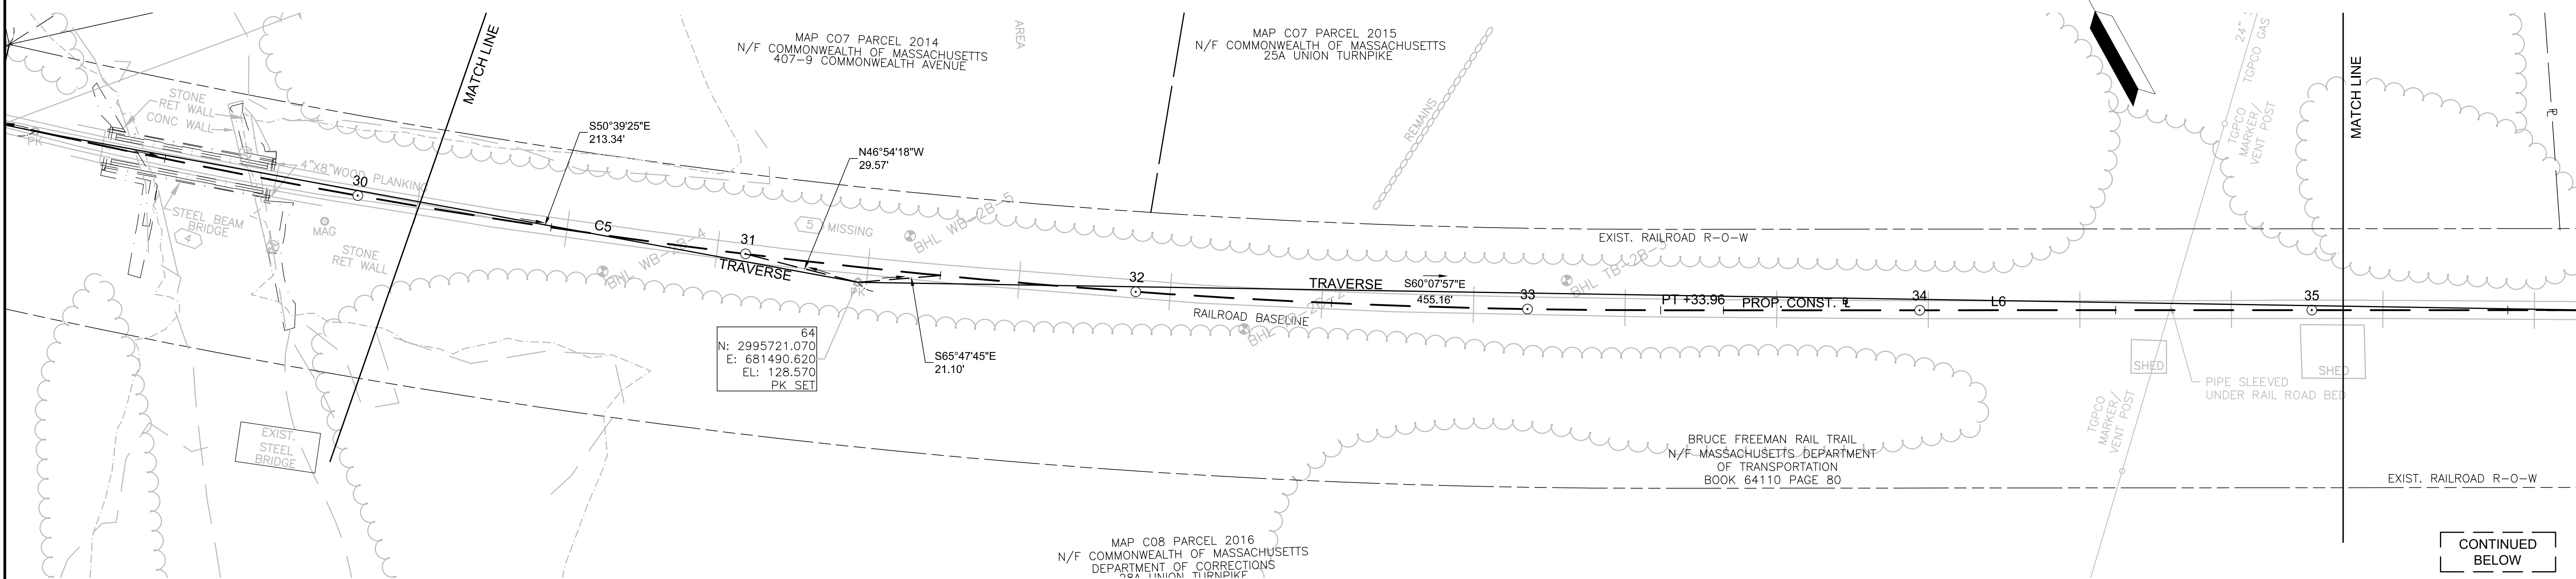 MATCH LINE
MAP C07 PARCEL 2014
N/F COMMONWEALTH OF MASSACHUSETTS
407-9 COMMONWEALTH AVENUE
AREA
MAP C07 PARCEL 2015
N/F COMMONWEALTH OF MASSACHUSETTS
25A UNION TURNPIKE
REMAINS
24"
TGPCO GAS
TGPCO
MARKER/
VENT POST
MATCH LINE
PL
STONE
RET WALL
CONC WALL
PK
4"X8"WOOD PLANKING
30
STEEL BEAM
BRIDGE
4
MAG
STONE
RET WALL
S50°39'25"E
213.34'
C5
BHL WB-2B-4
N46°54'18"W
29.57'
5 MISSING
31
TRAVERSE
BHL WB-2B-5
PK
64
N: 2995721.070
E: 681490.620
EL: 128.570
PK SET
S65°47'45"E
21.10'
32
RAILROAD BASELINE
TRAVERSE
S60°07'57"E
455.16'
33
EXIST. RAILROAD R-O-W
PT +33.96
PROP. CONST. BL
34
L6
35
SHED
SHED
PIPE SLEEVED
UNDER RAIL ROAD BED
TGPCO
MARKER/
VENT POST
EXIST.
STEEL
BRIDGE
BRUCE FREEMAN RAIL TRAIL
N/F MASSACHUSETTS DEPARTMENT
OF TRANSPORTATION
BOOK 64110 PAGE 80
EXIST. RAILROAD R-O-W
MAP C08 PARCEL 2016
N/F COMMONWEALTH OF MASSACHUSETTS
DEPARTMENT OF CORRECTIONS
28A UNION TURNPIKE
CONTINUED
BELOW